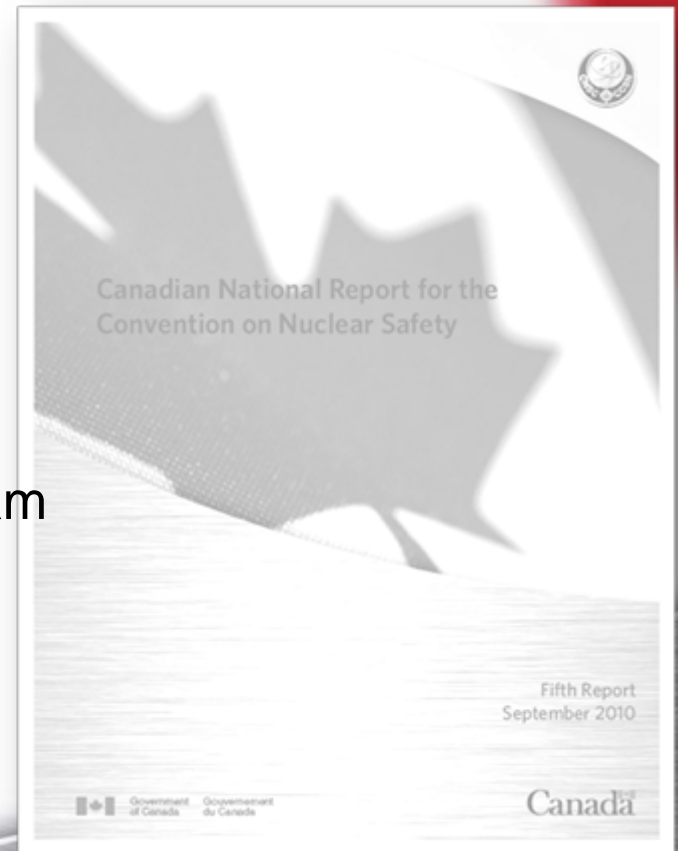 Canadian National Report for the
Convention on Nuclear Safety
m
Fifth Report
September 2010
Government
of Canada
Gouvernement
du Canada
Canada